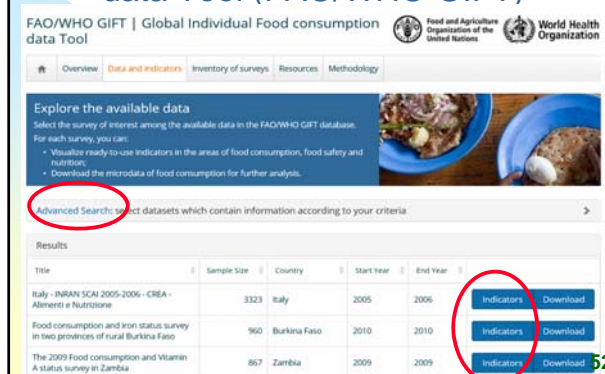 data Tool (FAO/WHO GIFT)
FAO/WHO GIFT | Global Individual Food consumption
data Tool
Food and Agriculture
Organization of the
United Nations
World Health
Organization
Overview Data and indicators Inventory of surveys Resources Methodology
Explore the available data
Select the survey of interest among the available data in the FAO/WHO GIFT database.
For each survey, you can:
• Visualize ready-to-use indicators in the areas of food consumption, food safety and
nutrition;
• Download the microdata of food consumption for further analysis.
Advanced Search: select datasets which contain information according to your criteria >
Results
Title Sample Size Country Start Year End Year
Italy - INRAN SCAI 2005-2006 - CREA -
Alimenti e Nutrizione
3323 Italy 2005 2006 Indicators Download
Food consumption and iron status survey
in two provinces of rural Burkina Faso
960 Burkina Faso 2010 2010 Indicators Download
The 2009 Food consumption and Vitamin
A status survey in Zambia
867 Zambia 2009 2009 Indicators Download
52